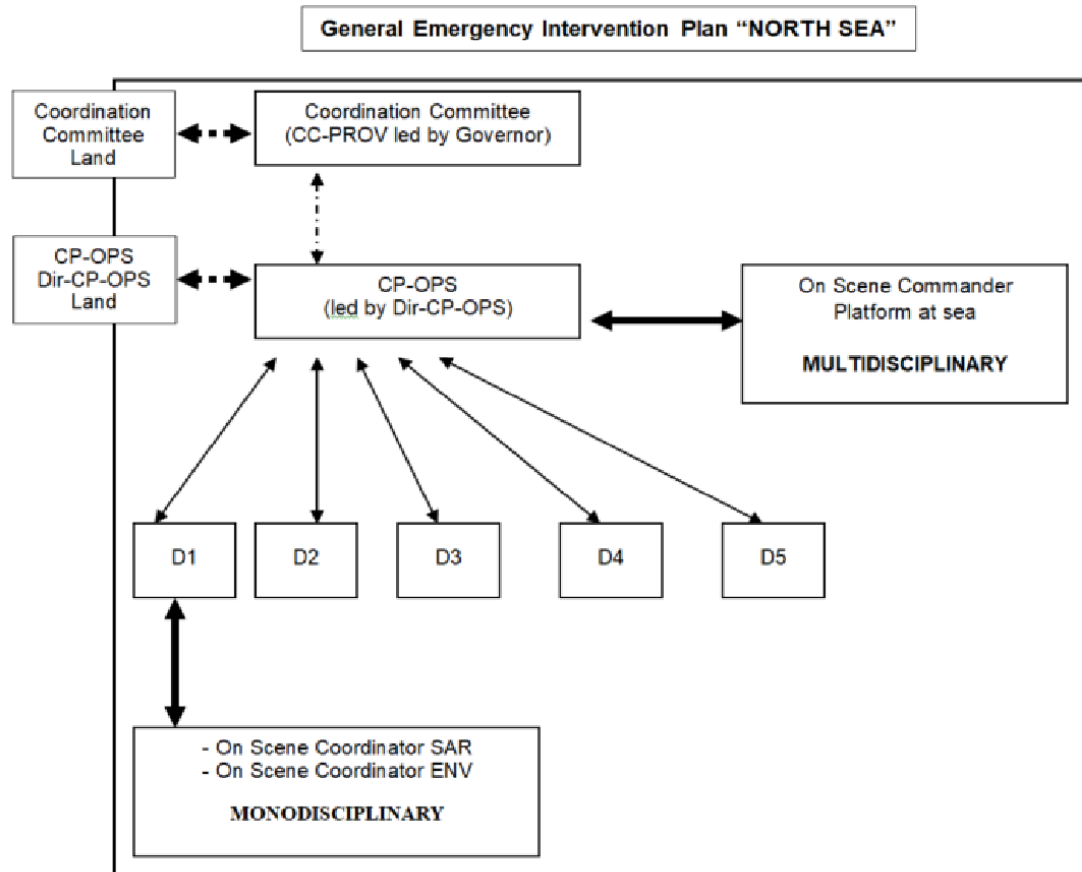 General Emergency Intervention Plan “NORTH SEA”
Coordination
Committee
Land
Coordination Committee
(CC-PROV led by Governor)
CP-OPS
Dir-CP-OPS
Land
CP-OPS
(led by Dir-CP-OPS)
On Scene Commander
Platform at sea
MULTIDISCIPLINARY
D1
D2
D3
D4
D5
- On Scene Coordinator SAR
- On Scene Coordinator ENV
MONODISCIPLINARY